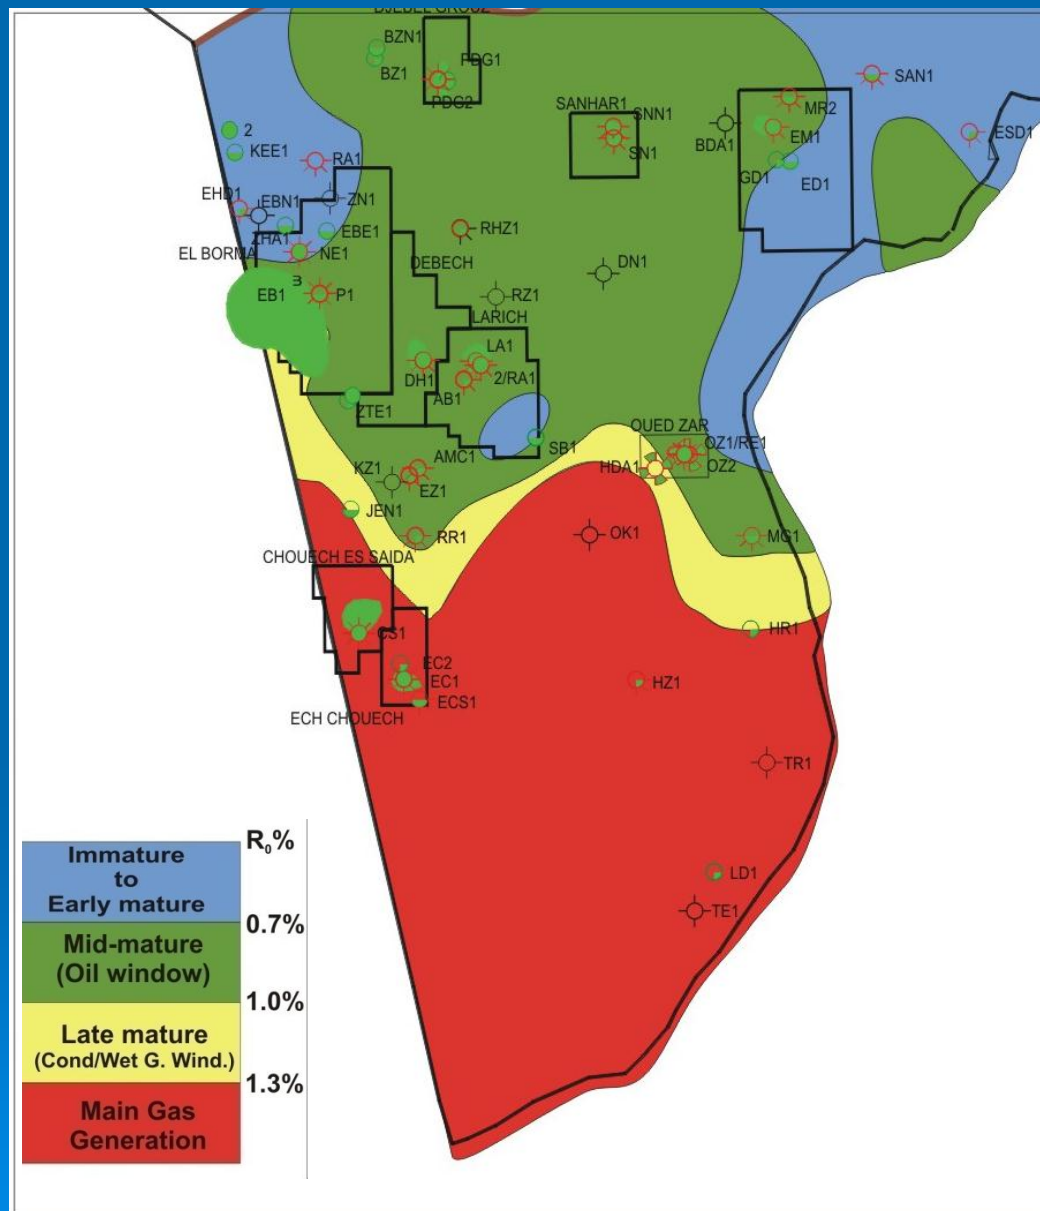 BZN1
BZ1
PDG1
PDG2
SAN1
SANHAR1
SNN1
SN1
BDA1
MR2
EM1
GD1
ED1
ESD1
2
KEE1
RA1
EHD1
EBN1
ZN1
ZHA1
EBE1
EL BORMA
NE1
RHZ1
DEBECH
DN1
EB1
P1
RZ1
LARICH
LA1
DH1
2/RA1
AB1
ZTE1
SB1
OUED ZAR
OZ1/RE1
OZ2
HDA1
AMC1
KZ1
EZ1
JEN1
RR1
OK1
MG1
CHOUECH ES SAIDA
CS1
HR1
EC2
EC1
ECS1
HZ1
ECH CHOUECH
TR1
LD1
TE1
R₀%
Immature
to
Early mature
0.7%
Mid-mature
(Oil window)
1.0%
Late mature
(Cond/Wet G. Wind.)
1.3%
Main Gas
Generation